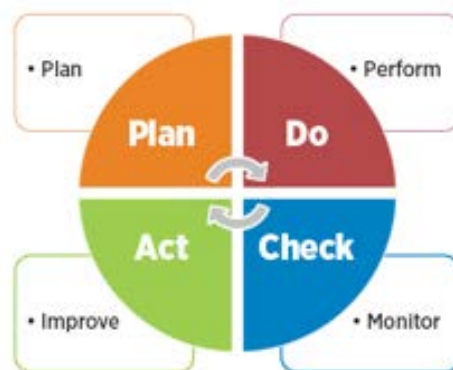 • Plan
• Perform
Plan
Do
Act
Check
• Improve
• Monitor